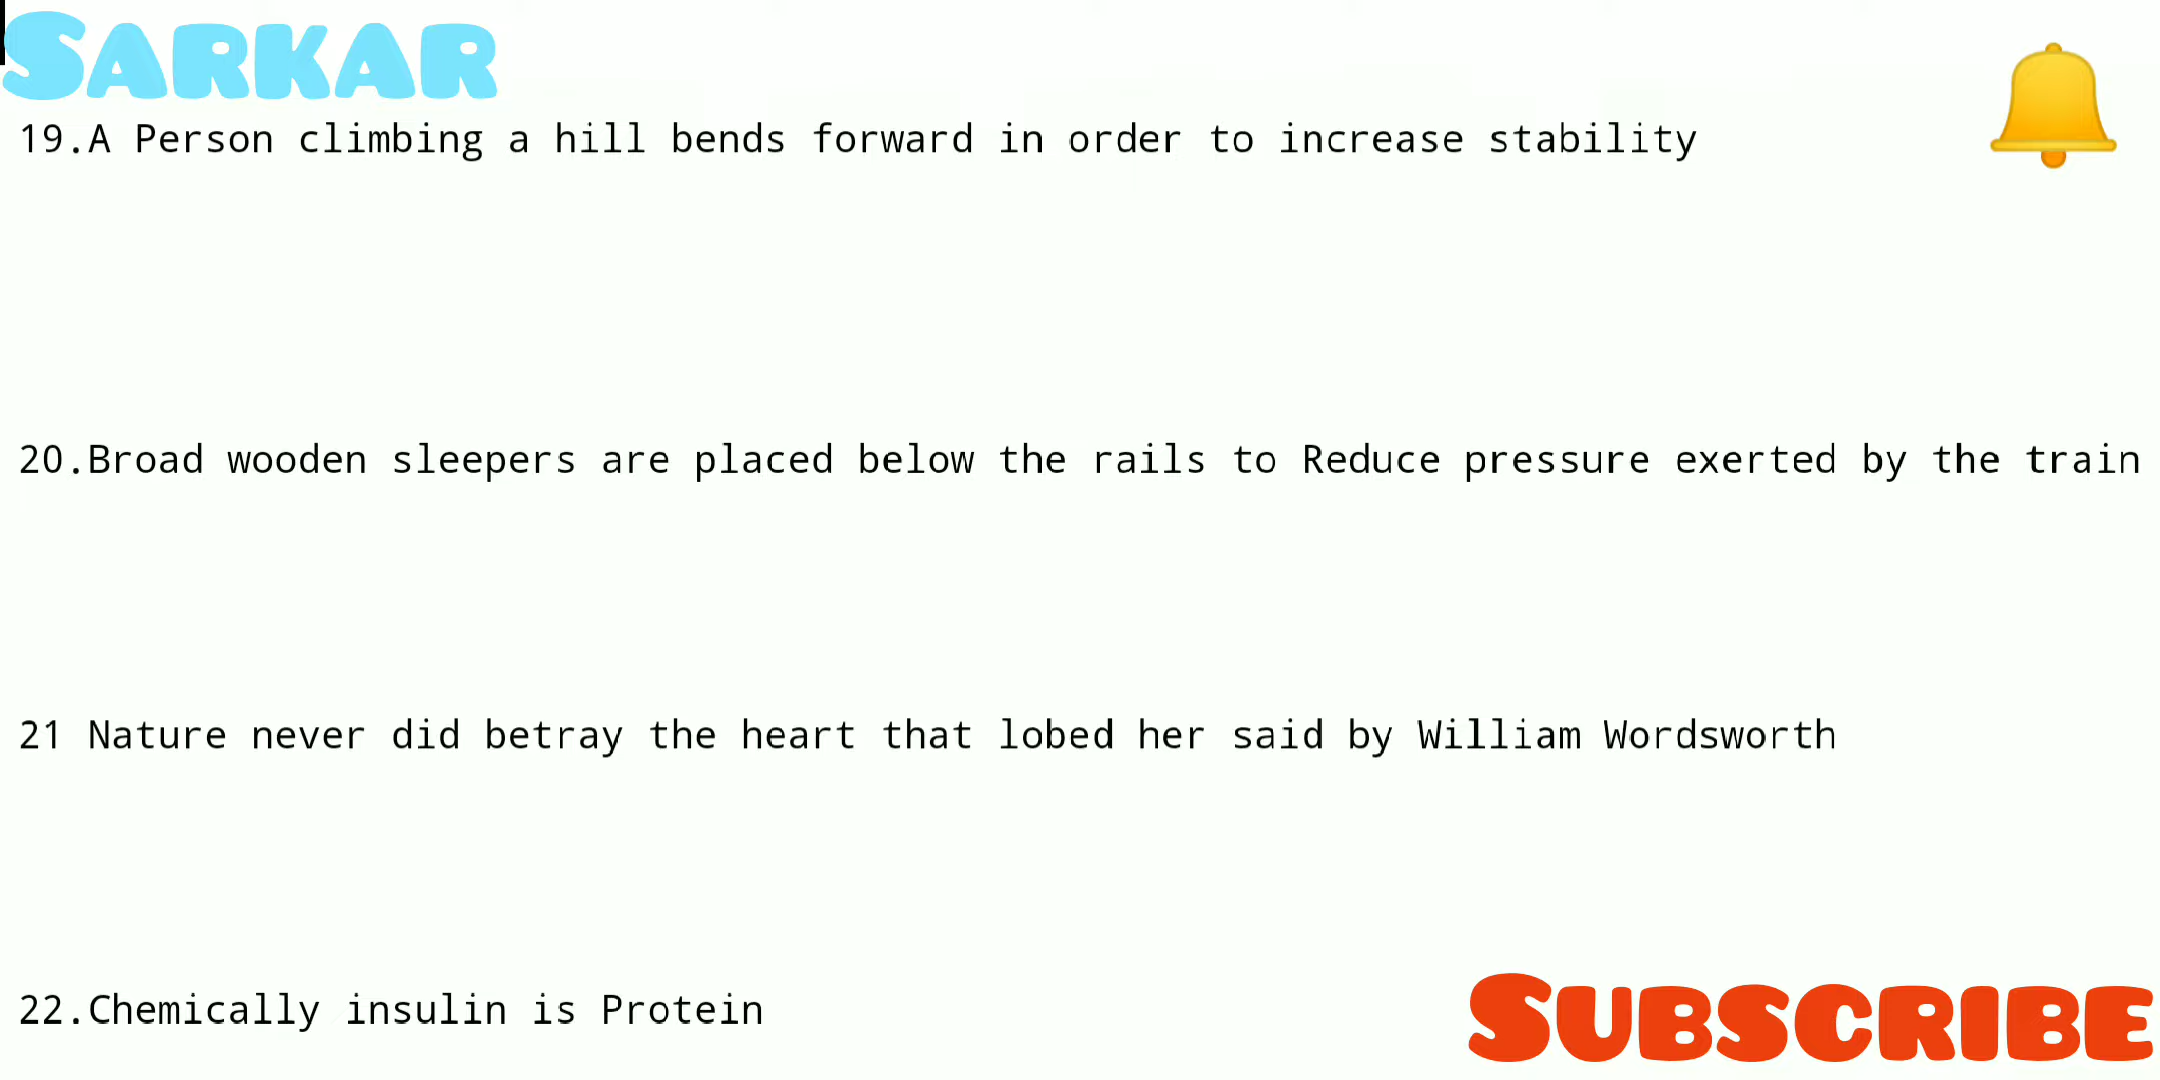 SARKAR
19.A Person climbing a hill bends forward in order to increase stability
20.Broad wooden sleepers are placed below the rails to Reduce pressure exerted by the train
21 Nature never did betray the heart that lobed her said by William Wordsworth
22.Chemically insulin is Protein
SUBSCRIBE